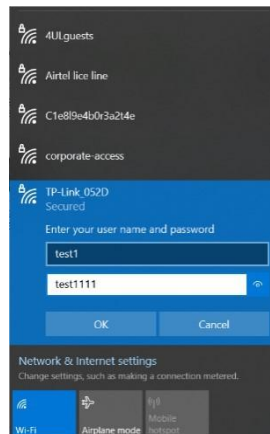 4ULguests
Airtel lice line
C1e8l9e4b0r3a2t4e
corporate-access
TP-Link_052D
Secured
Enter your user name and password
test1
test1111
OK
Cancel
Network & Internet settings
Change settings, such as making a connection metered.
Wi-Fi
Airplane mode
Mobile
hotspot